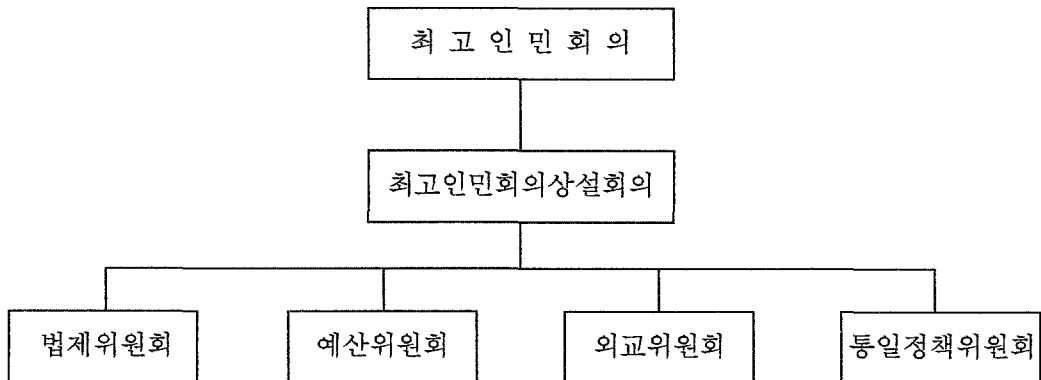 최 고 인 민 회 의
최고인민회의상설회의
법제위원회
예산위원회
외교위원회
통일정책위원회